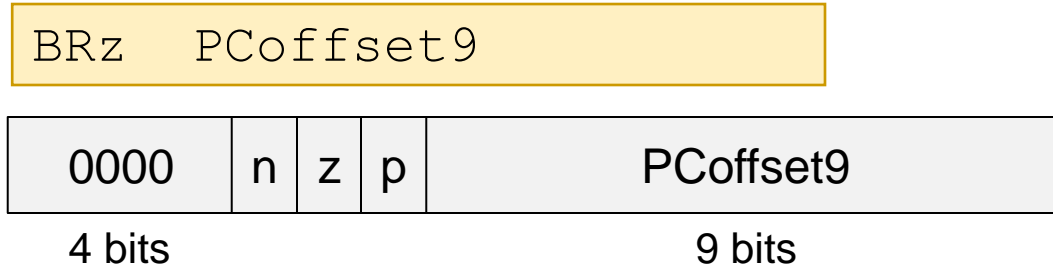 BRz PCoffset9
0000 n z p PCoffset9
4 bits 9 bits